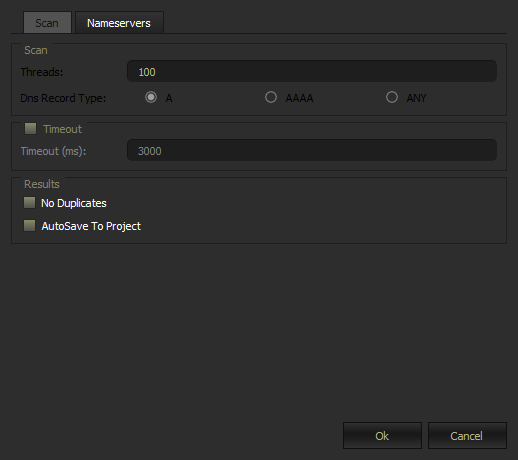 Scan Nameservers
Scan
Threads: 100
Dns Record Type: A AAAA ANY
Timeout
Timeout (ms): 3000
Results
No Duplicates
AutoSave To Project
Ok Cancel